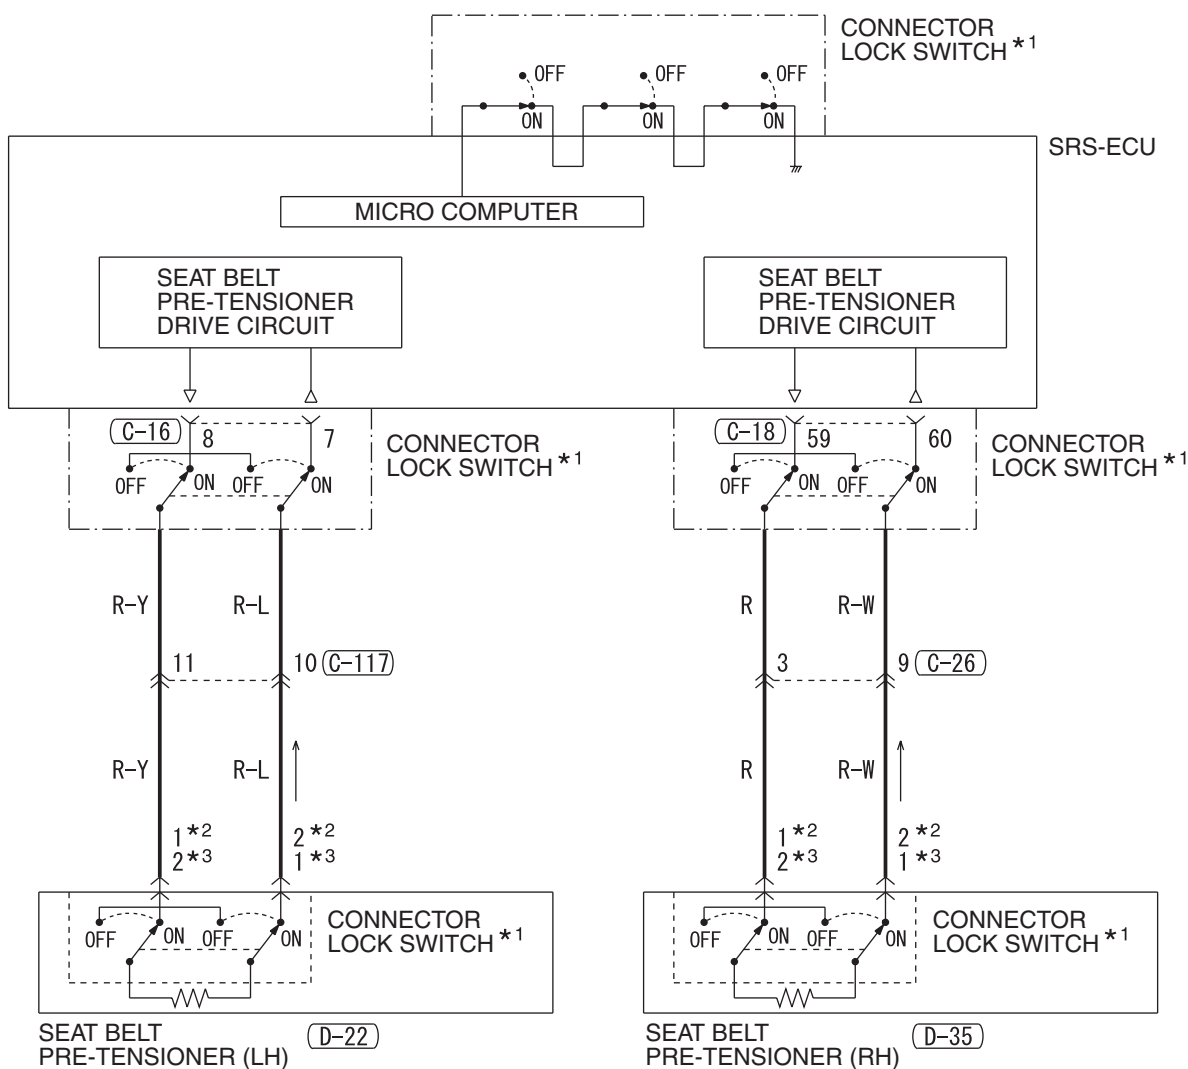 CONNECTOR
LOCK SWITCH *1
OFF OFF OFF
ON ON ON
SRS-ECU
MICRO COMPUTER
SEAT BELT
PRE-TENSIONER
DRIVE CIRCUIT
SEAT BELT
PRE-TENSIONER
DRIVE CIRCUIT
C-16 8 7
CONNECTOR
LOCK SWITCH *1
OFF ON OFF ON
C-18 59 60
CONNECTOR
LOCK SWITCH *1
OFF ON OFF ON
R-Y R-L R R-W
11 10 C-117 3 9 C-26
R-Y R-L R R-W
1*2 2*2 1*2 2*2
2*3 1*3 2*3 1*3
CONNECTOR
LOCK SWITCH *1
OFF ON OFF ON
CONNECTOR
LOCK SWITCH *1
OFF ON OFF ON
SEAT BELT
PRE-TENSIONER (LH)
D-22
SEAT BELT
PRE-TENSIONER (RH)
D-35